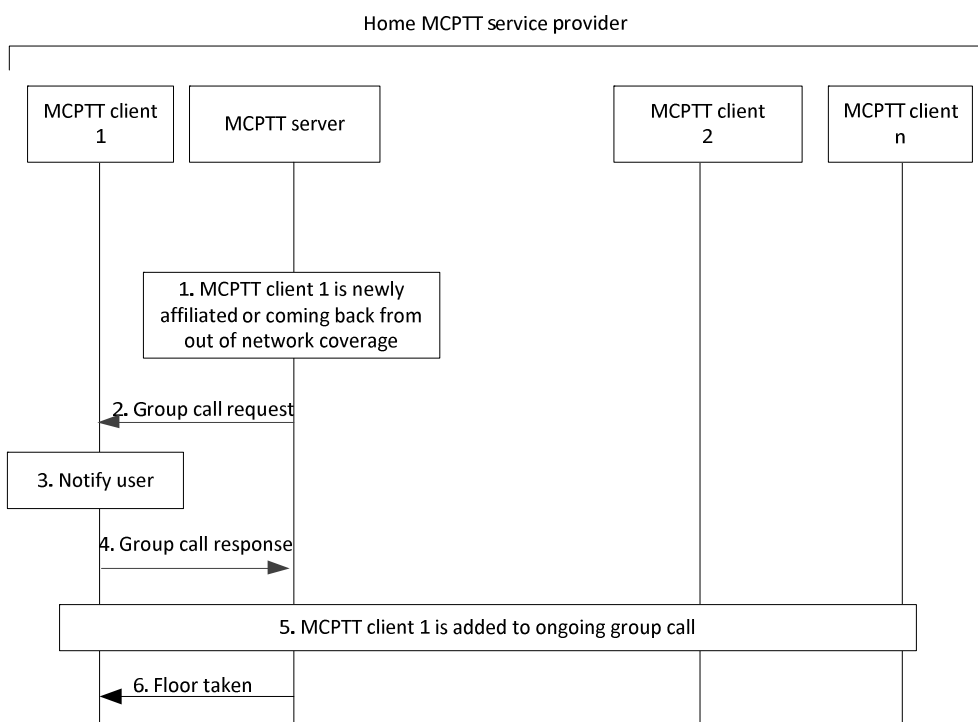 Home MCPTT service provider
MCPTT client
1
MCPTT server
MCPTT client
2
MCPTT client
n
1. MCPTT client 1 is newly
affiliated or coming back from
out of network coverage
2. Group call request
3. Notify user
4. Group call response
5. MCPTT client 1 is added to ongoing group call
6. Floor taken